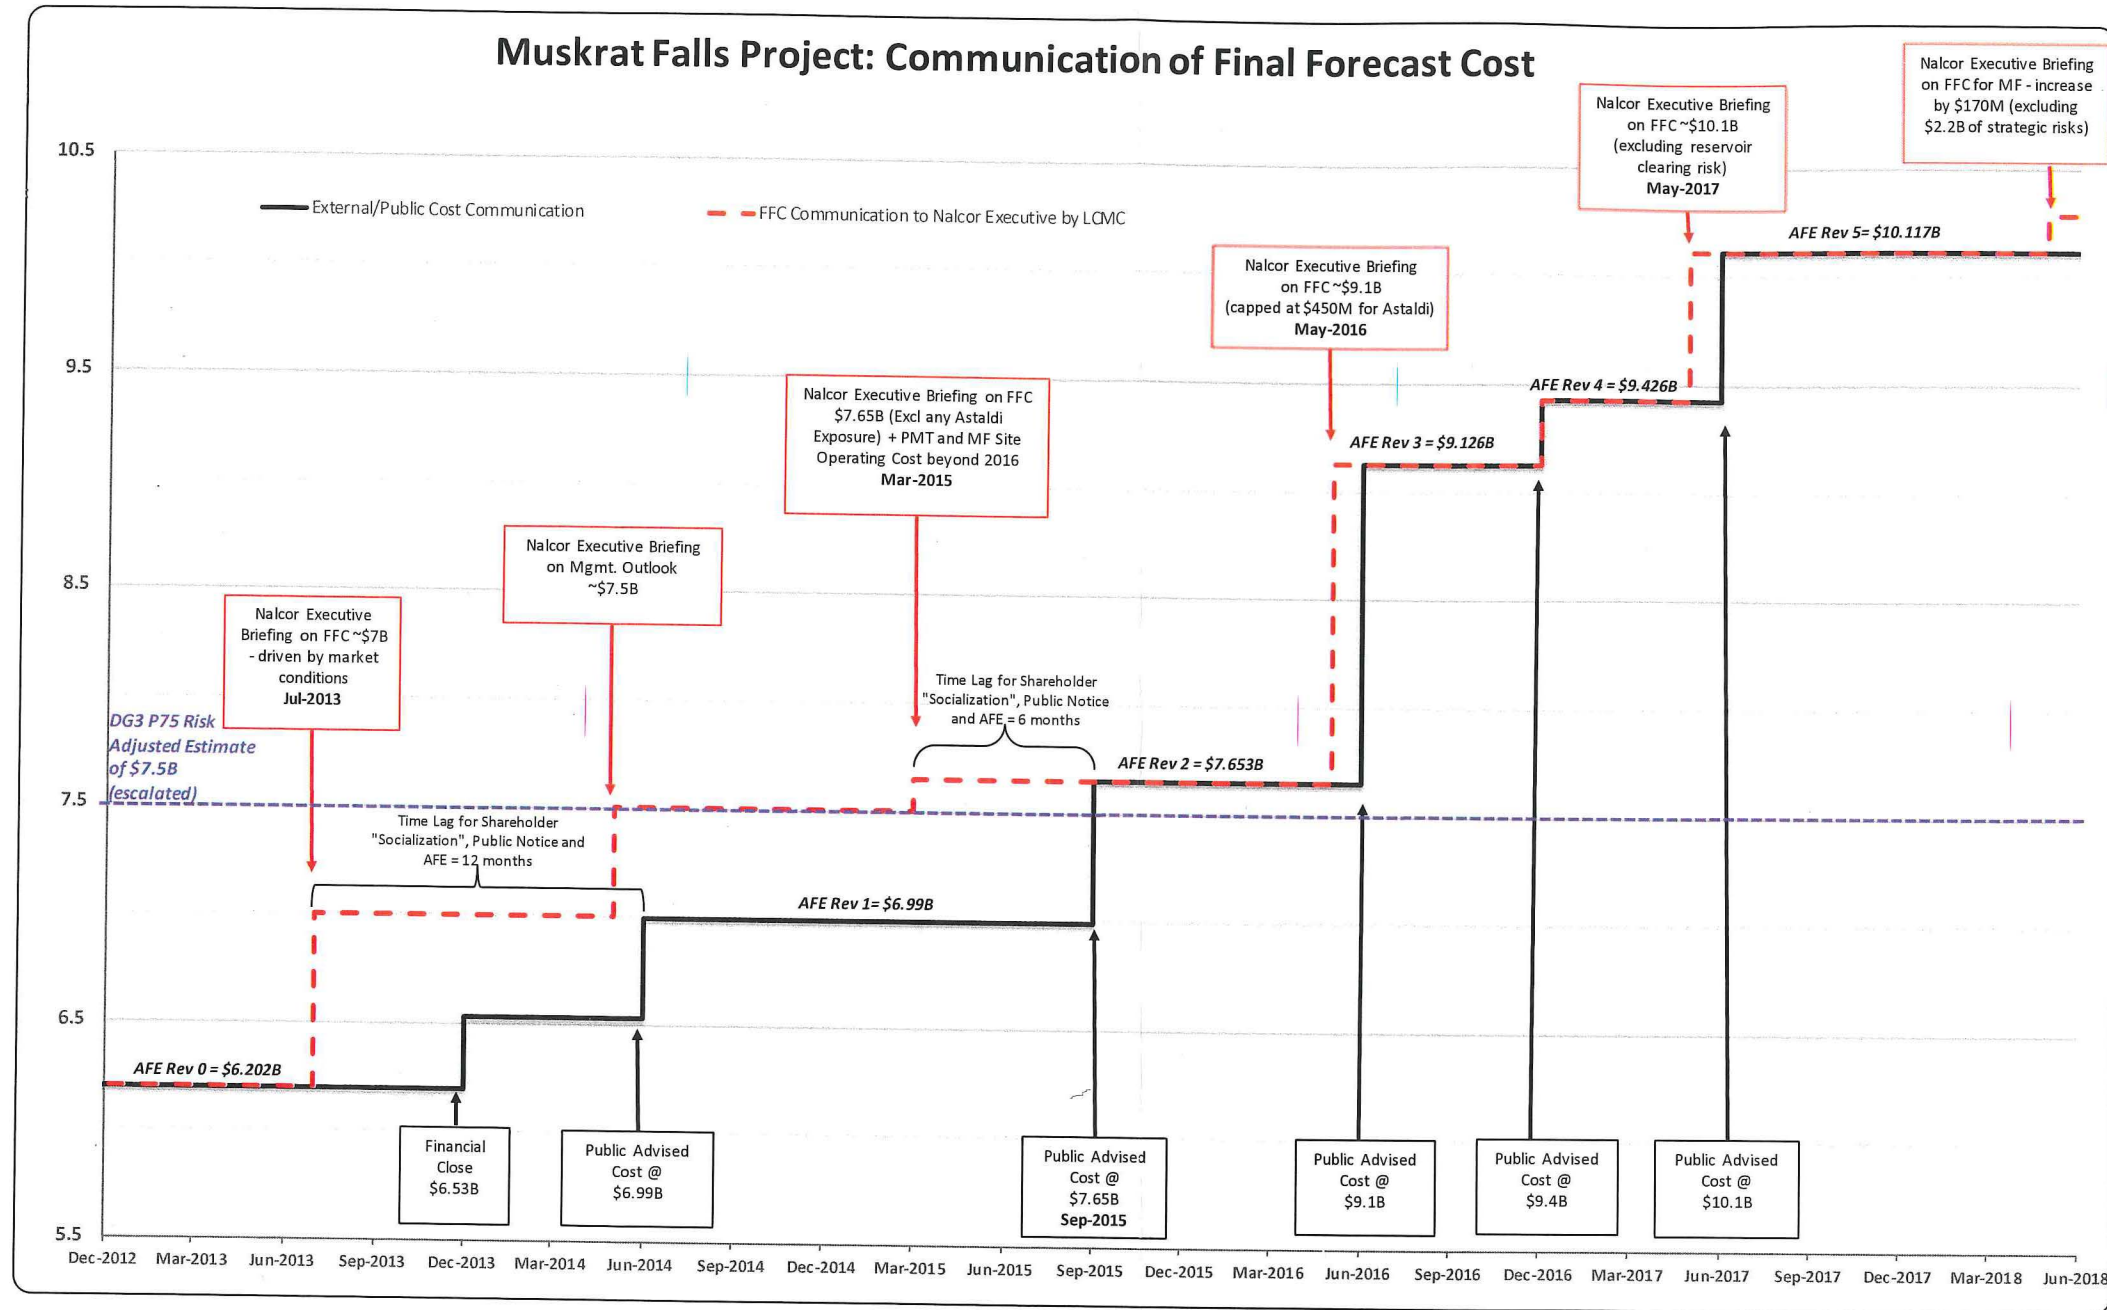 Muskrat Falls Project: Communication of Final Forecast Cost
Nalcor Executive Briefing
on FFC for MF - increase
by $170M (excluding
$2.2B of strategic risks)
Nalcor Executive Briefing
on FFC ~$10.1B
(excluding reservoir
clearing risk)
May-2017
10.5
External/Public Cost Communication
FFC Communication to Nalcor Executive by LCMC
AFE Rev 5= $10.117B
Nalcor Executive Briefing
on FFC ~$9.1B
(capped at $450M for Astaldi)
May-2016
9.5
AFE Rev 4 = $9.426B
Nalcor Executive Briefing on FFC
$7.65B (Excl any Astaldi
Exposure) + PMT and MF Site
Operating Cost beyond 2016
Mar-2015
AFE Rev 3 = $9.126B
Nalcor Executive Briefing
on Mgmt. Outlook
~$7.5B
8.5
Nalcor Executive
Briefing on FFC ~$7B
- driven by market
conditions
Jul-2013
Time Lag for Shareholder
"Socialization", Public Notice
and AFE = 6 months
DG3 P75 Risk
Adjusted Estimate
of $7.5B
(escalated)
AFE Rev 2 = $7.653B
7.5
Time Lag for Shareholder
"Socialization", Public Notice and
AFE = 12 months
AFE Rev 1= $6.99B
6.5
AFE Rev 0 = $6.202B
Financial
Close
$6.53B
Public Advised
Cost @
$6.99B
Public Advised
Cost @
$7.65B
Sep-2015
Public Advised
Cost @
$9.1B
Public Advised
Cost @
$9.4B
Public Advised
Cost @
$10.1B
5.5
Dec-2012 Mar-2013 Jun-2013 Sep-2013 Dec-2013 Mar-2014 Jun-2014 Sep-2014 Dec-2014 Mar-2015 Jun-2015 Sep-2015 Dec-2015 Mar-2016 Jun-2016 Sep-2016 Dec-2016 Mar-2017 Jun-2017 Sep-2017 Dec-2017 Mar-2018 Jun-2018